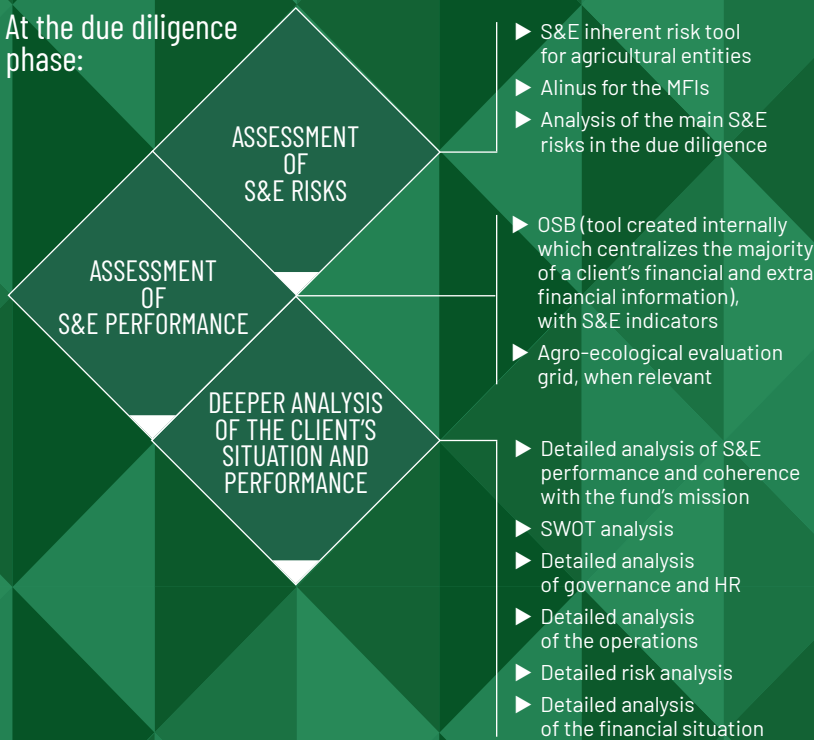 At the due diligence
phase:
ASSESSMENT
OF
S&E RISKS
▶ S&E inherent risk tool
for agricultural entities
▶ Alinus for the MFIs
▶ Analysis of the main S&E
risks in the due diligence
ASSESSMENT
OF
S&E PERFORMANCE
▶ OSB (tool created internally
which centralizes the majority
of a client's financial and extra
financial information),
with S&E indicators
▶ Agro-ecological evaluation
grid, when relevant
DEEPER ANALYSIS
OF THE CLIENT'S
SITUATION AND
PERFORMANCE
▶ Detailed analysis of S&E
performance and coherence
with the fund's mission
▶ SWOT analysis
▶ Detailed analysis
of governance and HR
▶ Detailed analysis
of the operations
▶ Detailed risk analysis
▶ Detailed analysis
of the financial situation